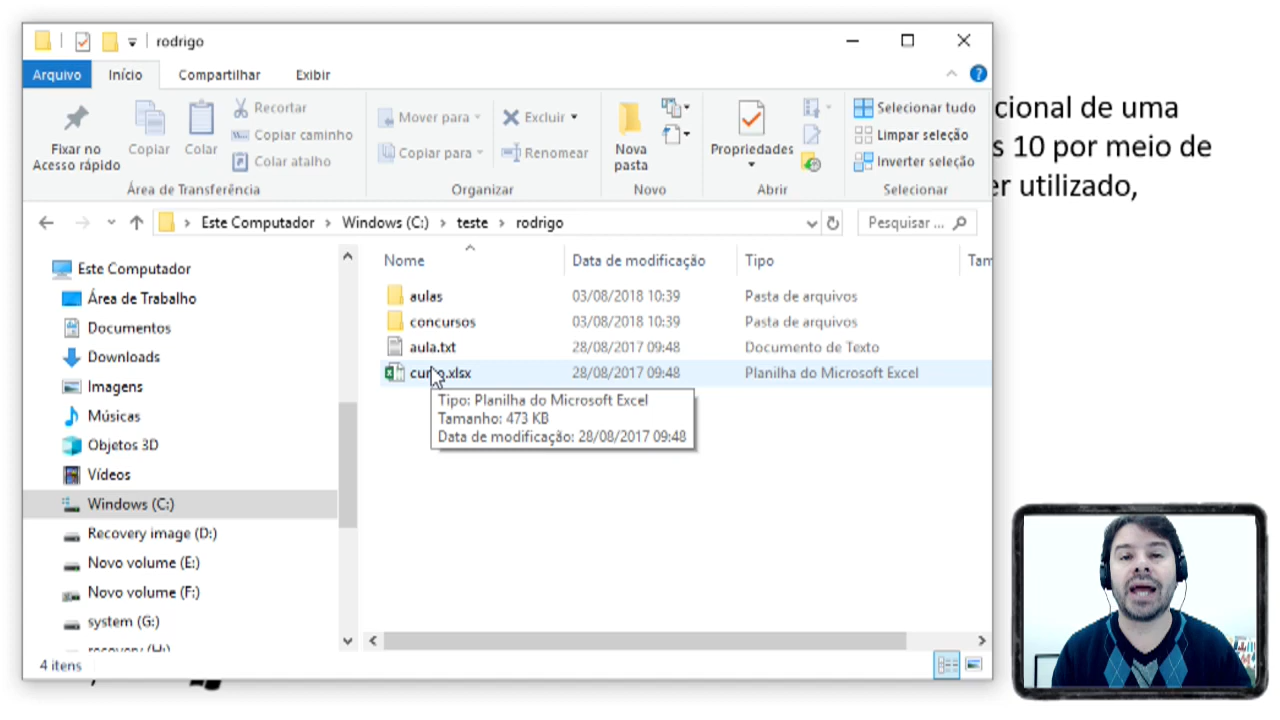 rodrigo
Arquivo Início Compartilhar Exibir
cional de uma
s 10 por meio de
er utilizado,
Fixar no
Acesso rápido
Copiar
Colar
Recortar
Copiar caminho
Colar atalho
Área de Transferência
Mover para
Copiar para
Excluir
Renomear
Organizar
Nova
pasta
Novo
Propriedades
Abrir
Selecionar tudo
Limpar seleção
Inverter seleção
Selecionar
Este Computador > Windows (C:) > teste > rodrigo
Pesquisar ...
Este Computador
Área de Trabalho
Documentos
Downloads
Imagens
Músicas
Objetos 3D
Vídeos
Windows (C:)
Recovery image (D:)
Novo volume (E:)
Novo volume (F:)
system (G:)
recovery (H:)
Nome Data de modificação Tipo Tam
aulas 03/08/2018 10:39 Pasta de arquivos
concursos 03/08/2018 10:39 Pasta de arquivos
aula.txt 28/08/2017 09:48 Documento de Texto
28/08/2017 09:48 Planilha do Microsoft Excel
Tipo: Planilha do Microsoft Excel
Tamanho: 473 KB
Data de modificação: 28/08/2017 09:48
4 itens